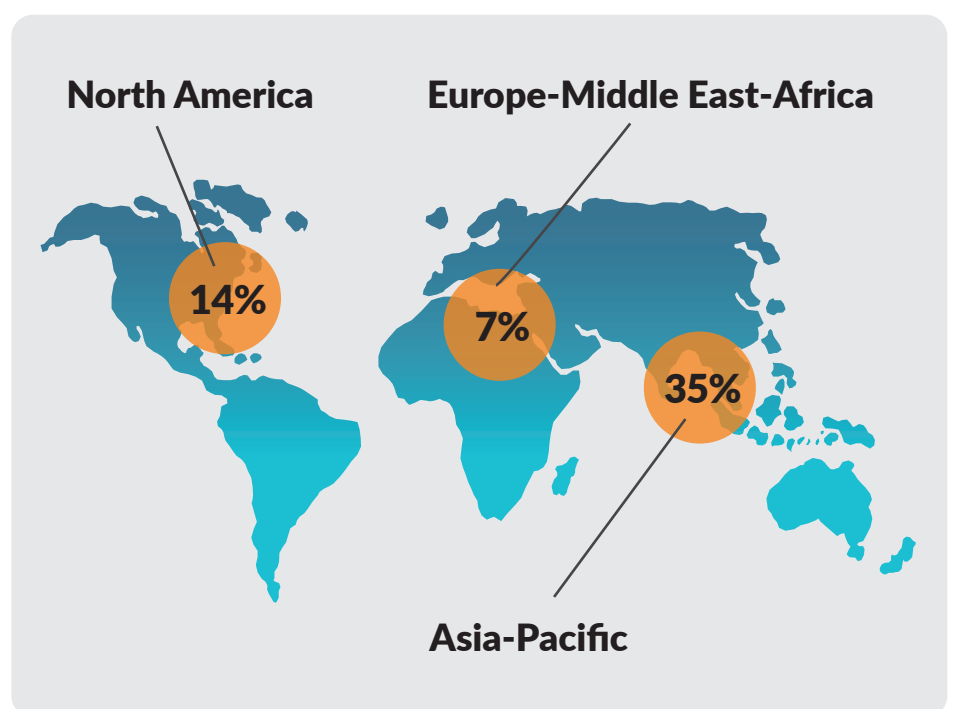 North America
Europe-Middle East-Africa
14%
7%
35%
Asia-Pacific